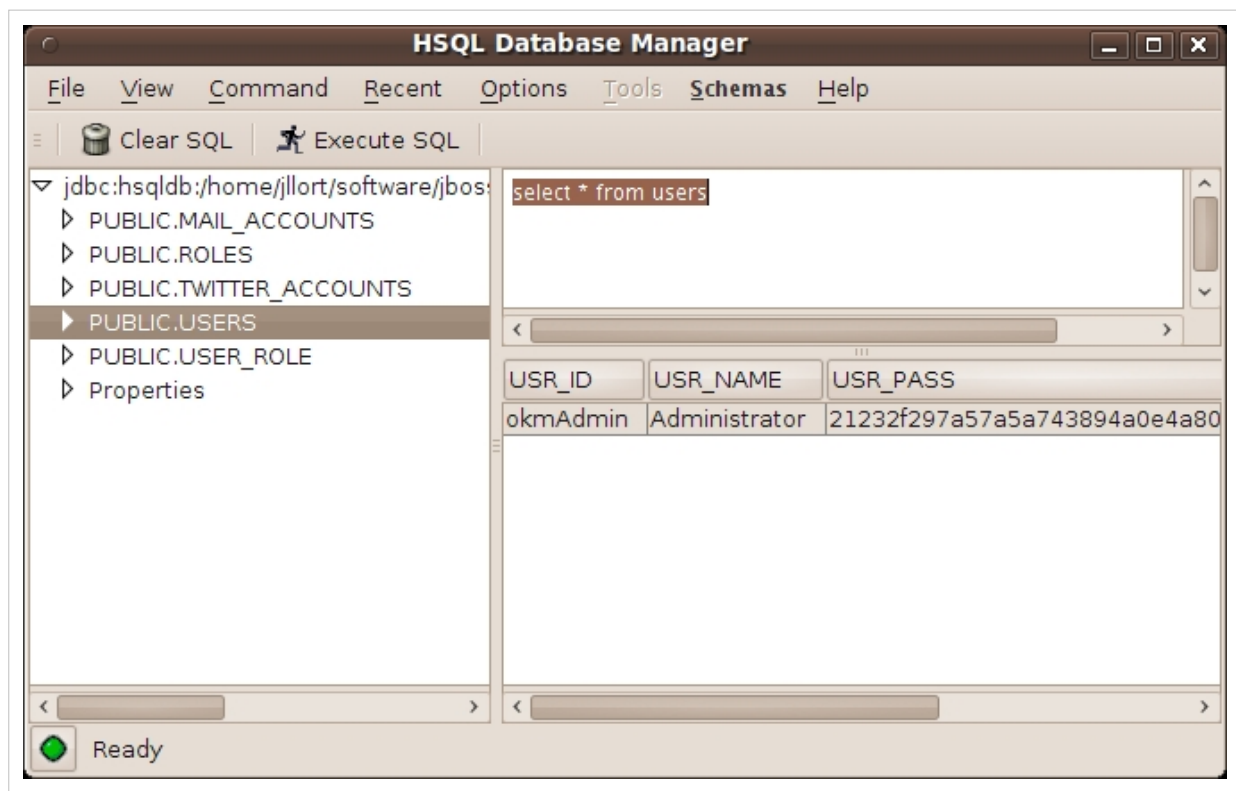 HSQL Database Manager
File View Command Recent Options Tools Schemas Help
Clear SQL Execute SQL
jdbc:hsqldb:/home/jllort/software/jbos
PUBLIC.MAIL_ACCOUNTS
PUBLIC.ROLES
PUBLIC.TWITTER_ACCOUNTS
PUBLIC.USERS
PUBLIC.USER_ROLE
Properties
select * from users
USR_ID USR_NAME USR_PASS
okmAdmin Administrator 21232f297a57a5a743894a0e4a80
Ready